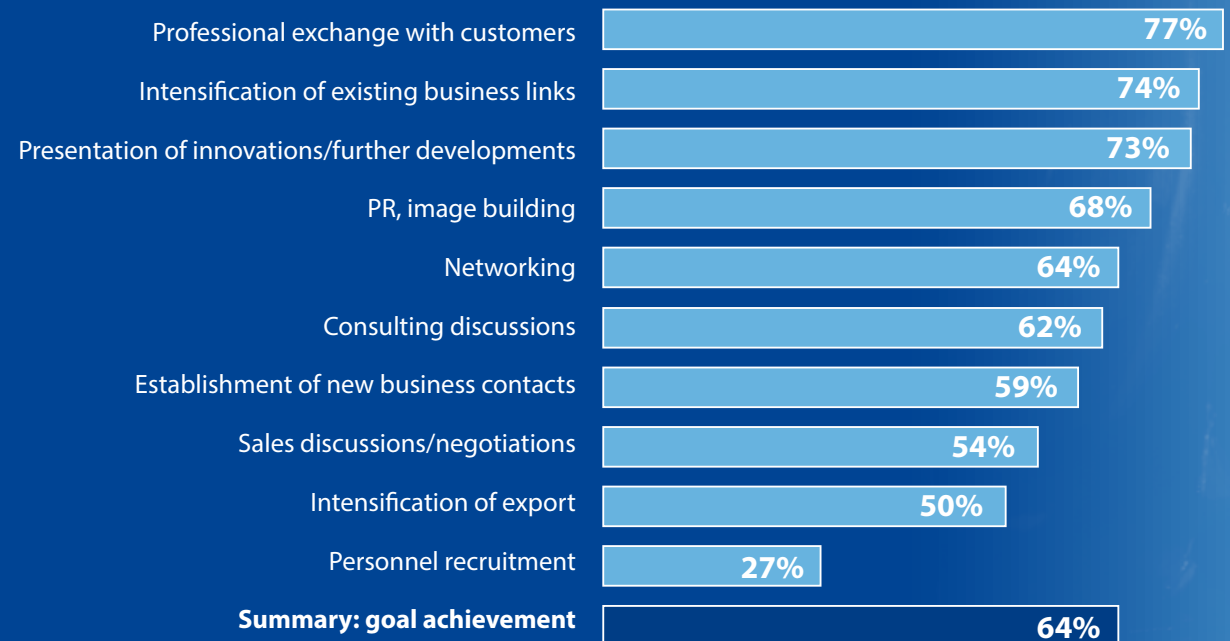 Professional exchange with customers 77%
Intensification of existing business links 74%
Presentation of innovations/further developments 73%
PR, image building 68%
Networking 64%
Consulting discussions 62%
Establishment of new business contacts 59%
Sales discussions/negotiations 54%
Intensification of export 50%
Personnel recruitment 27%
Summary: goal achievement 64%